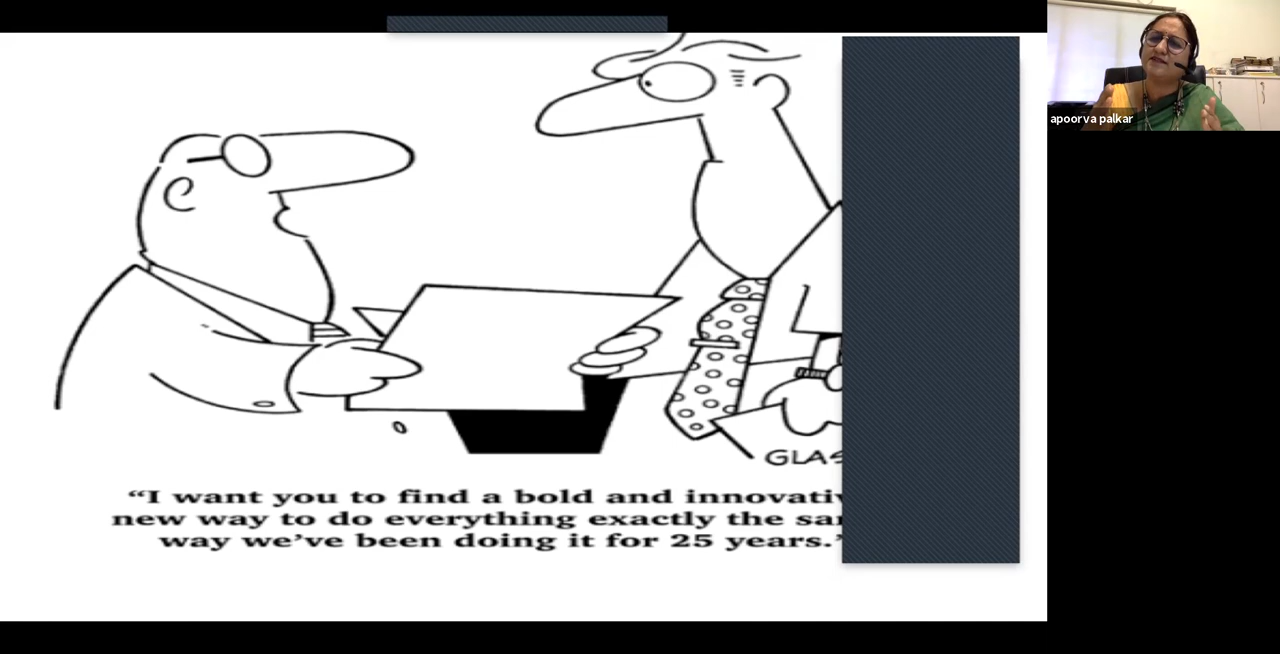 apoorva palkar
GLAS
“I want you to find a bold and innovativ
new way to do everything exactly the sa
way we’ve been doing it for 25 years.”